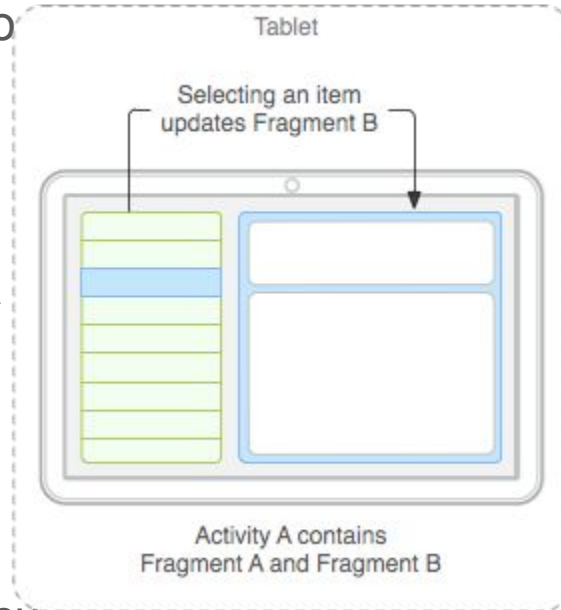 Tablet
Selecting an item
updates Fragment B
Activity A contains
Fragment A and Fragment B